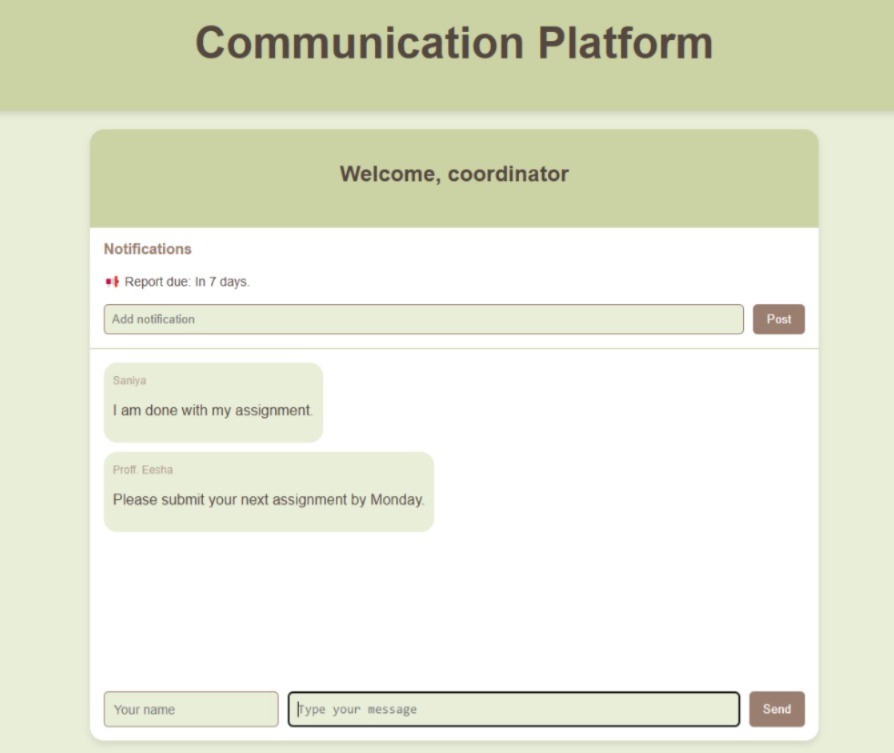 Communication Platform
Welcome, coordinator
Notifications
Report due: In 7 days.
Add notification
Post
Saniya
I am done with my assignment.
Proff. Eesha
Please submit your next assignment by Monday.
Your name
Type your message
Send